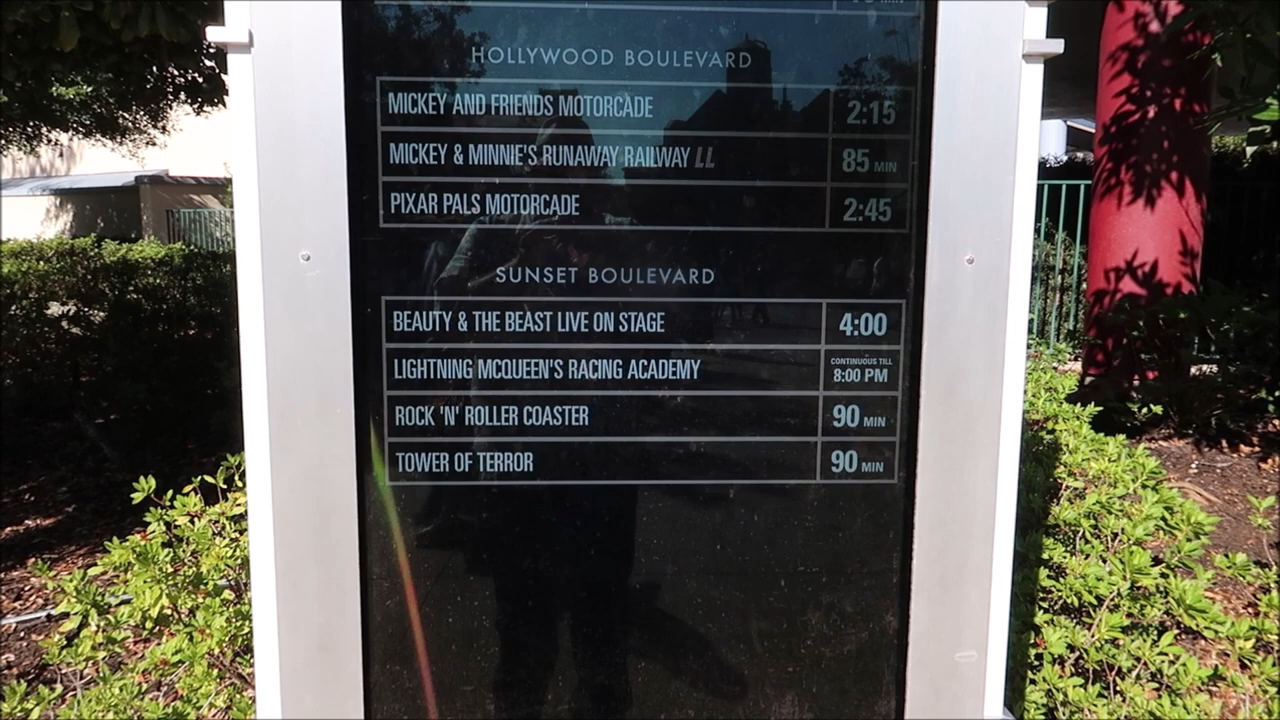 HOLLYWOOD BOULEVARD
MICKEY AND FRIENDS MOTORCADE 2:15
MICKEY & MINNIE'S RUNAWAY RAILWAY LL 85 MIN
PIXAR PALS MOTORCADE 2:45
SUNSET BOULEVARD
BEAUTY & THE BEAST LIVE ON STAGE 4:00
LIGHTNING MCQUEEN'S RACING ACADEMY CONTINUOUS TILL 8:00 PM
ROCK 'N' ROLLER COASTER 90 MIN
TOWER OF TERROR 90 MIN